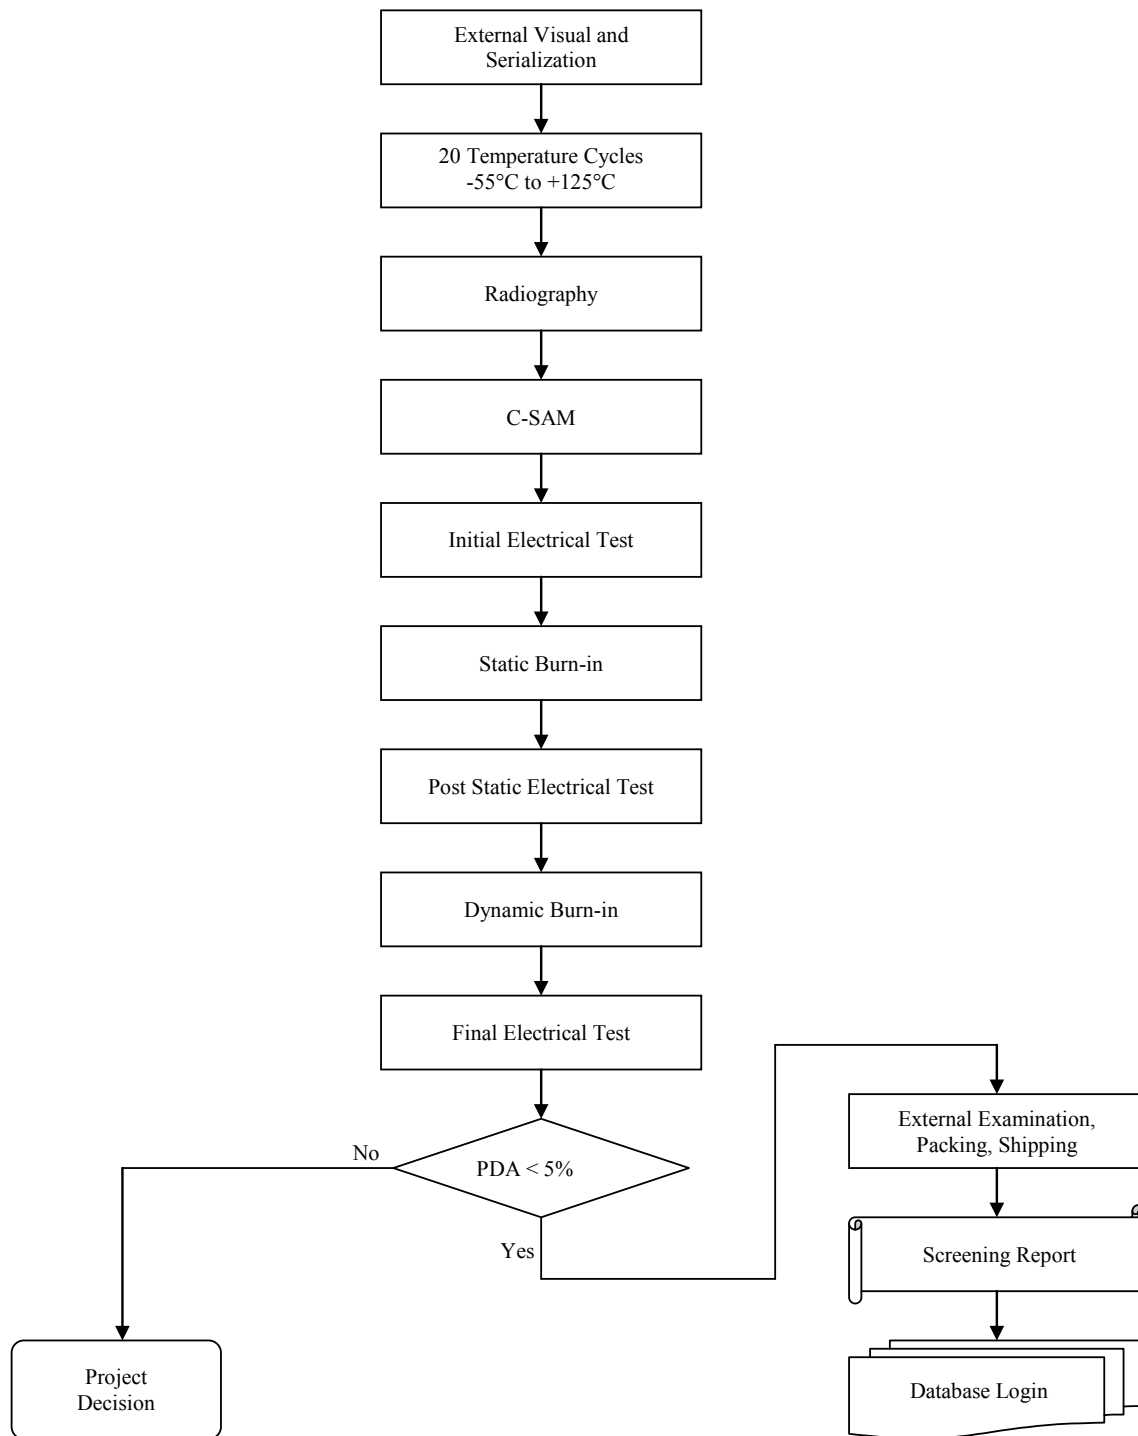 External Visual and
Serialization
20 Temperature Cycles
-55°C to +125°C
Radiography
C-SAM
Initial Electrical Test
Static Burn-in
Post Static Electrical Test
Dynamic Burn-in
Final Electrical Test
PDA < 5%
No
Yes
External Examination,
Packing, Shipping
Screening Report
Database Login
Project
Decision